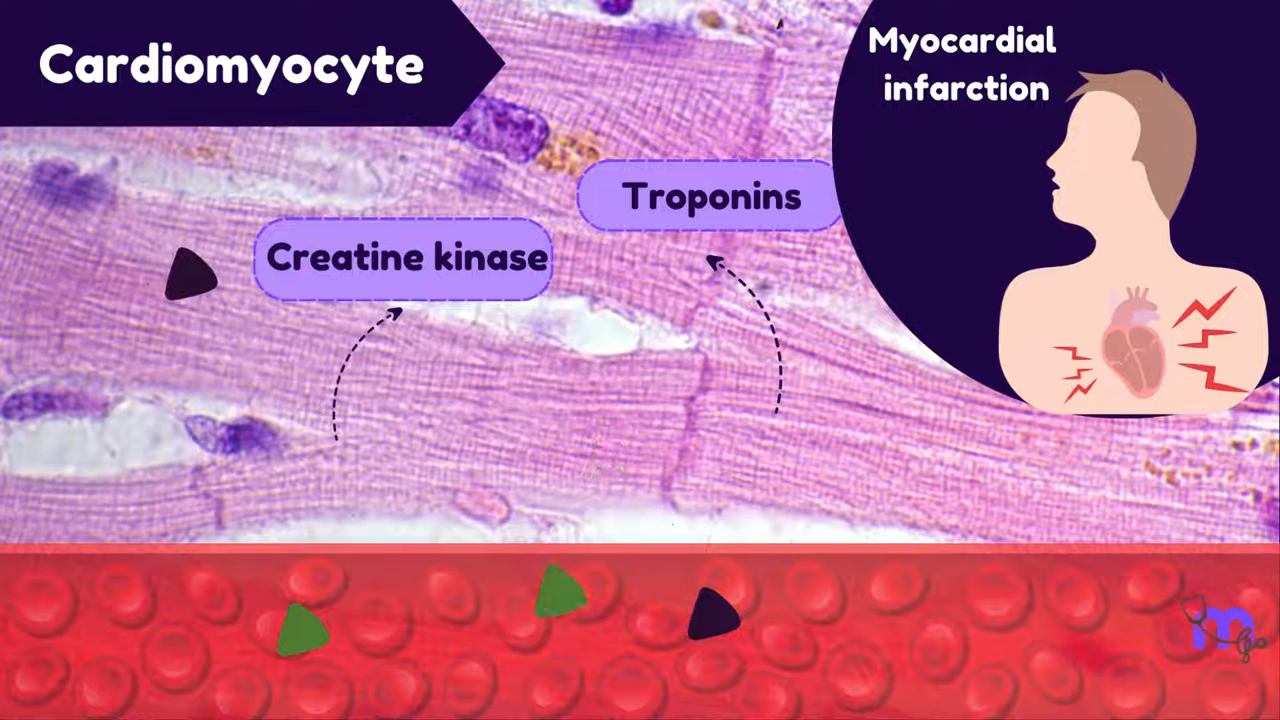 Cardiomyocyte
Myocardial
infarction
Troponins
Creatine kinase